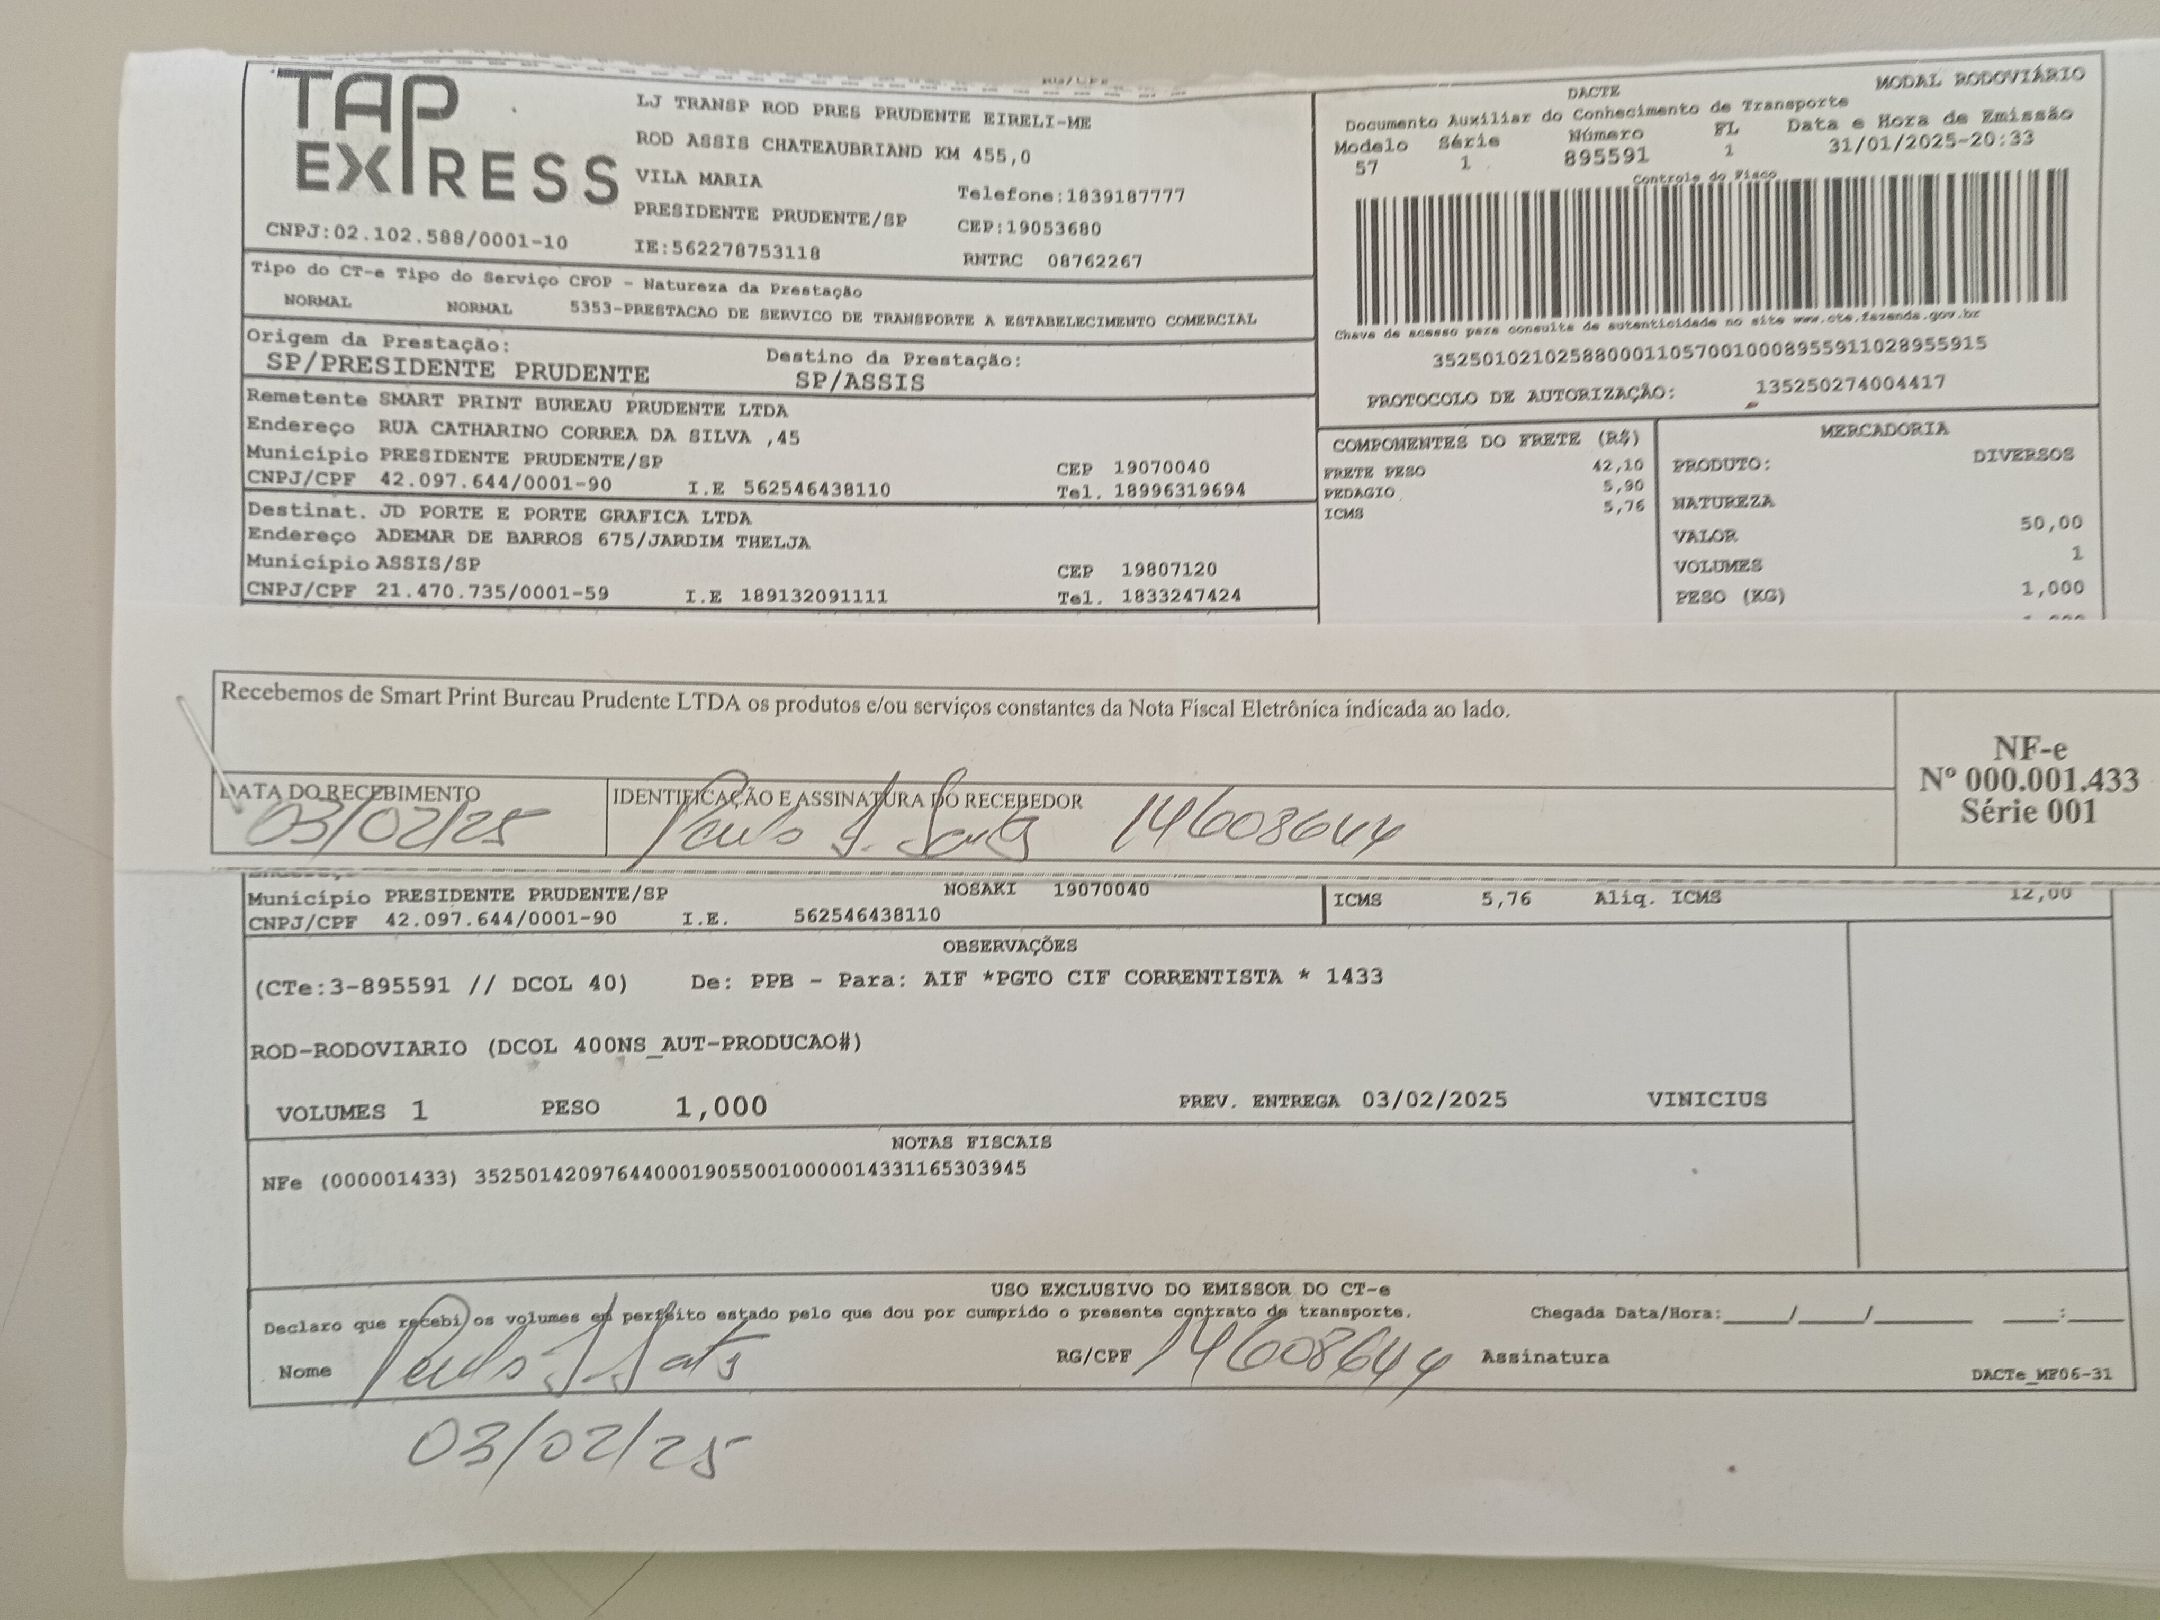 TAP
EXPRESS
LJ TRANSP ROD PRES PRUDENTE EIRELI-ME
ROD ASSIS CHATEAUBRIAND KM 455,0
VILA MARIA
Telefone:1839187777
PRESIDENTE PRUDENTE/SP
CEP:19053680
CNPJ:02.102.588/0001-10
IE:562278753118
RNTRC 08762267
DACTE
MODAL RODOVIÁRIO
Documento Auxiliar do Conhecimento de Transporte
Modelo Série Número FL Data e Hora de Emissão
57 1 895591 1 31/01/2025-20:33
Controle do Fisco
Chave de acesso para consulta de autenticidade no site www.cte.fazenda.gov.br
35250102102588000110570010008955911028955915
PROTOCOLO DE AUTORIZAÇÃO: 135250274004417
Tipo do CT-e Tipo do Serviço CFOP - Natureza da Prestação
NORMAL NORMAL 5353-PRESTACAO DE SERVICO DE TRANSPORTE A ESTABELECIMENTO COMERCIAL
Origem da Prestação: Destino da Prestação:
SP/PRESIDENTE PRUDENTE SP/ASSIS
Remetente SMART PRINT BUREAU PRUDENTE LTDA
Endereço RUA CATHARINO CORREA DA SILVA ,45
Município PRESIDENTE PRUDENTE/SP CEP 19070040
CNPJ/CPF 42.097.644/0001-90 I.E 562546438110 Tel. 18996319694
Destinat. JD PORTE E PORTE GRAFICA LTDA
Endereço ADEMAR DE BARROS 675/JARDIM THELJA
Município ASSIS/SP CEP 19807120
CNPJ/CPF 21.470.735/0001-59 I.E 189132091111 Tel. 1833247424
COMPONENTES DO FRETE (R$)
FRETE PESO 42,10
PEDAGIO 5,90
ICMS 5,76
MERCADORIA
PRODUTO: DIVERSOS
NATUREZA
VALOR 50,00
VOLUMES 1
PESO (KG) 1,000
Recebemos de Smart Print Bureau Prudente LTDA os produtos e/ou serviços constantes da Nota Fiscal Eletrônica indicada ao lado.
NF-e
Nº 000.001.433
Série 001
DATA DO RECEBIMENTO IDENTIFICAÇÃO E ASSINATURA DO RECEBEDOR
03/02/25 Paulo 14608644
Município PRESIDENTE PRUDENTE/SP NOSAKI 19070040
CNPJ/CPF 42.097.644/0001-90 I.E. 562546438110
ICMS 5,76 Aliq. ICMS 12,00
OBSERVAÇÕES
(CTe:3-895591 // DCOL 40) De: PPB - Para: AIF *PGTO CIF CORRENTISTA * 1433
ROD-RODOVIARIO (DCOL 400NS_AUT-PRODUCAO#)
VOLUMES 1 PESO 1,000 PREV. ENTREGA 03/02/2025 VINICIUS
NOTAS FISCAIS
NFe (000001433) 35250142097644000190550010000014331165303945
USO EXCLUSIVO DO EMISSOR DO CT-e
Declaro que recebi os volumes em perfeito estado pelo que dou por cumprido o presente contrato de transporte. Chegada Data/Hora:_____/_____/________ ____:____
Nome Paulo RG/CPF 14608644 Assinatura
DACTe_MF06-31
03/02/25